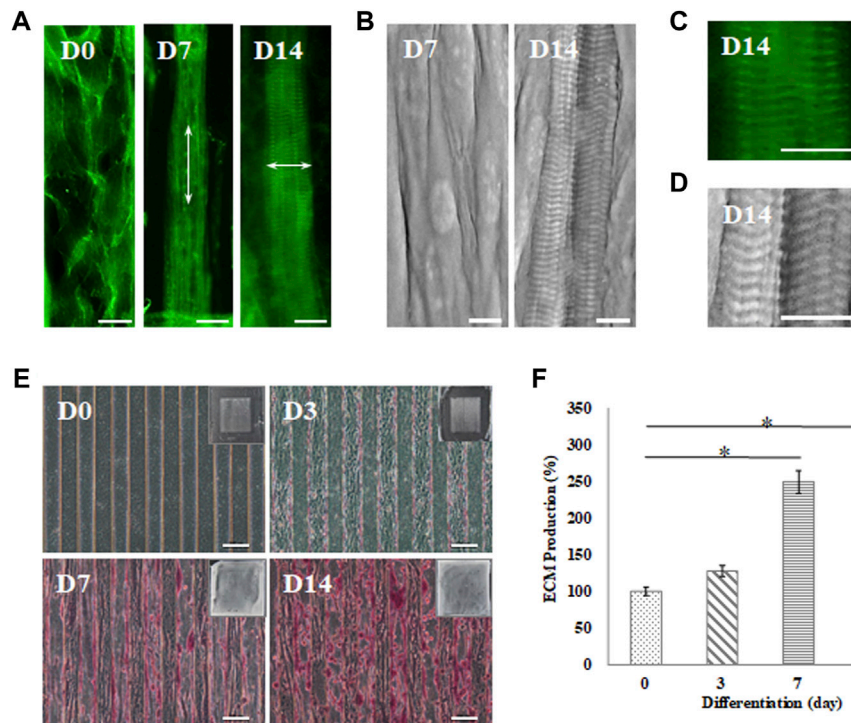 A
D0
D7
D14
B
D7
D14
C
D14
D
D14
E
D0
D3
D7
D14
F
350
300
250
200
150
100
50
0
ECM Production (%)
*
*
0
3
7
Differentiation (day)